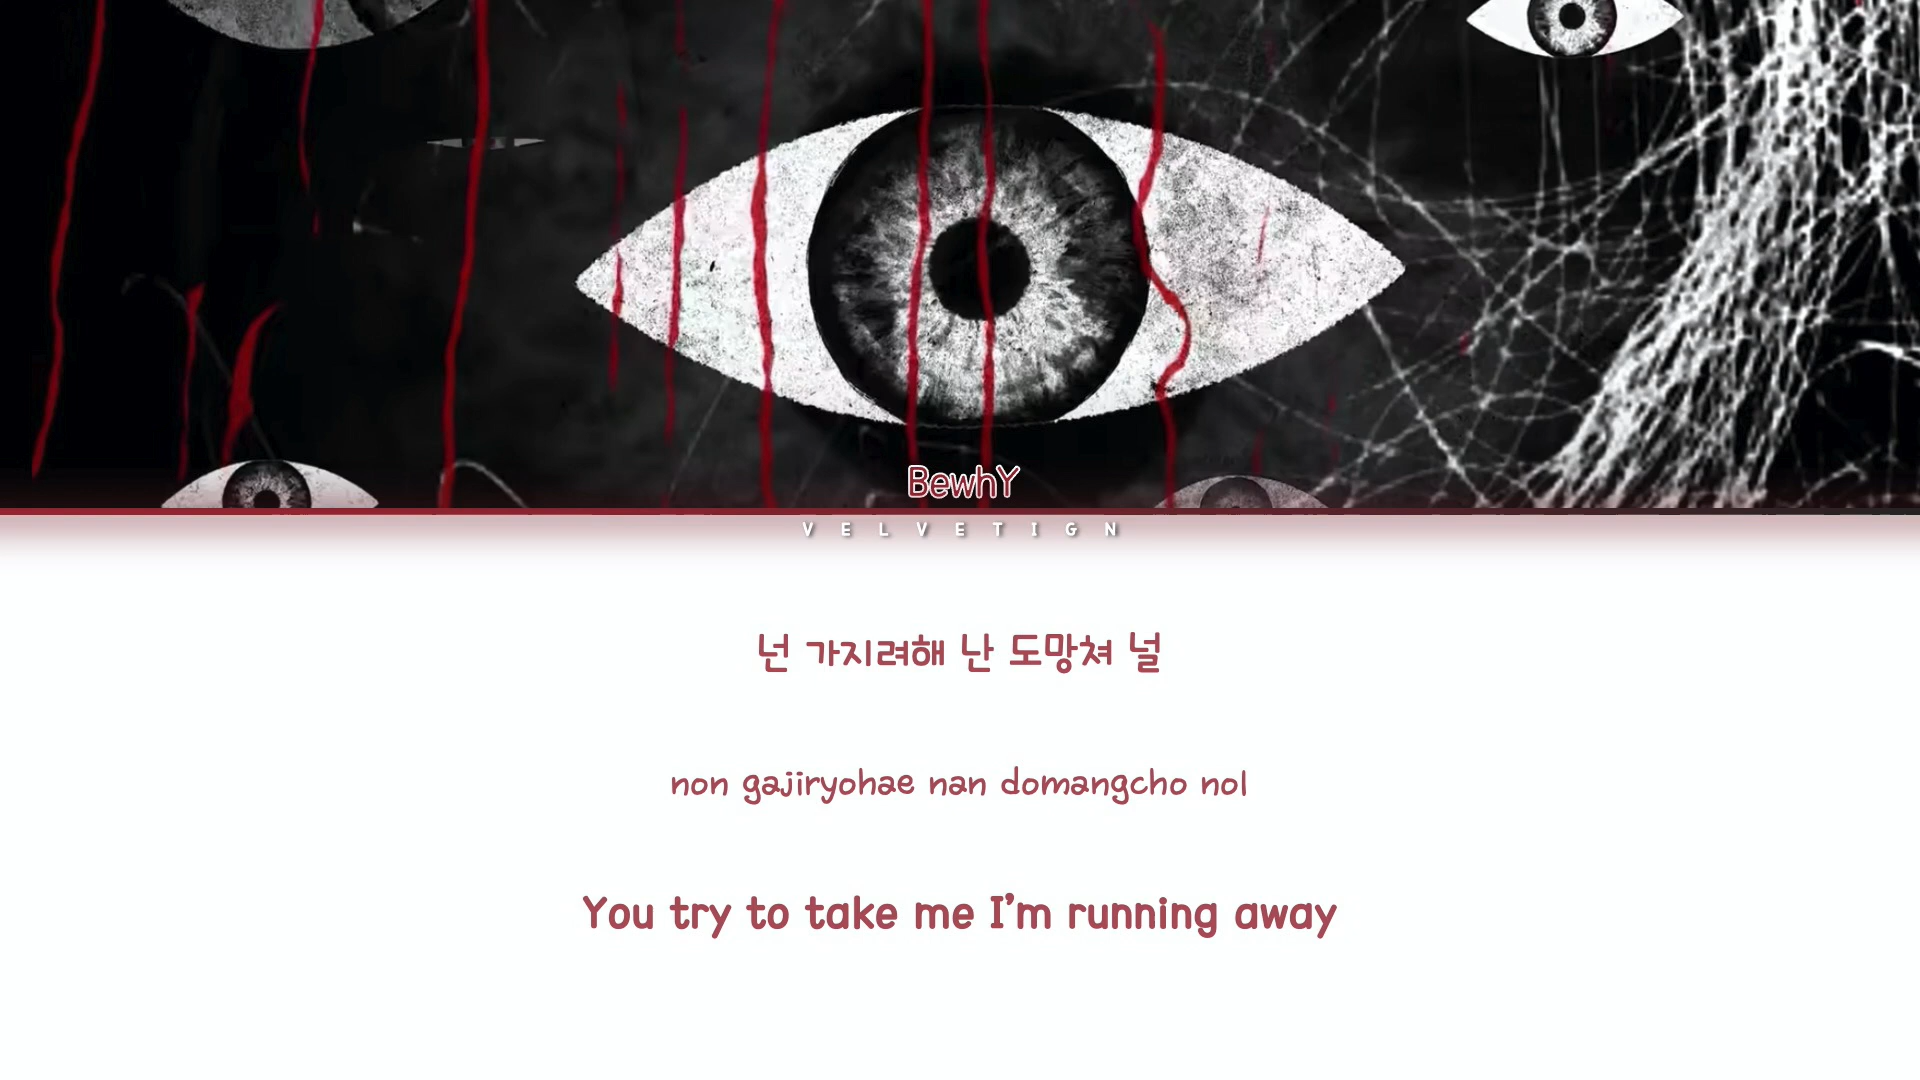 BewhY
VELVETIGN
넌 가지려해 난 도망쳐 널
non gajiryohae nan domangcho nol
You try to take me I'm running away